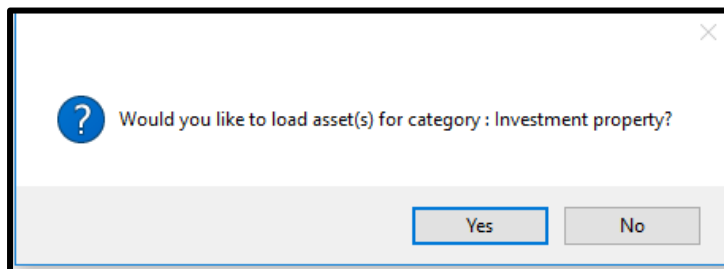 Would you like to load asset(s) for category : Investment property?
Yes No